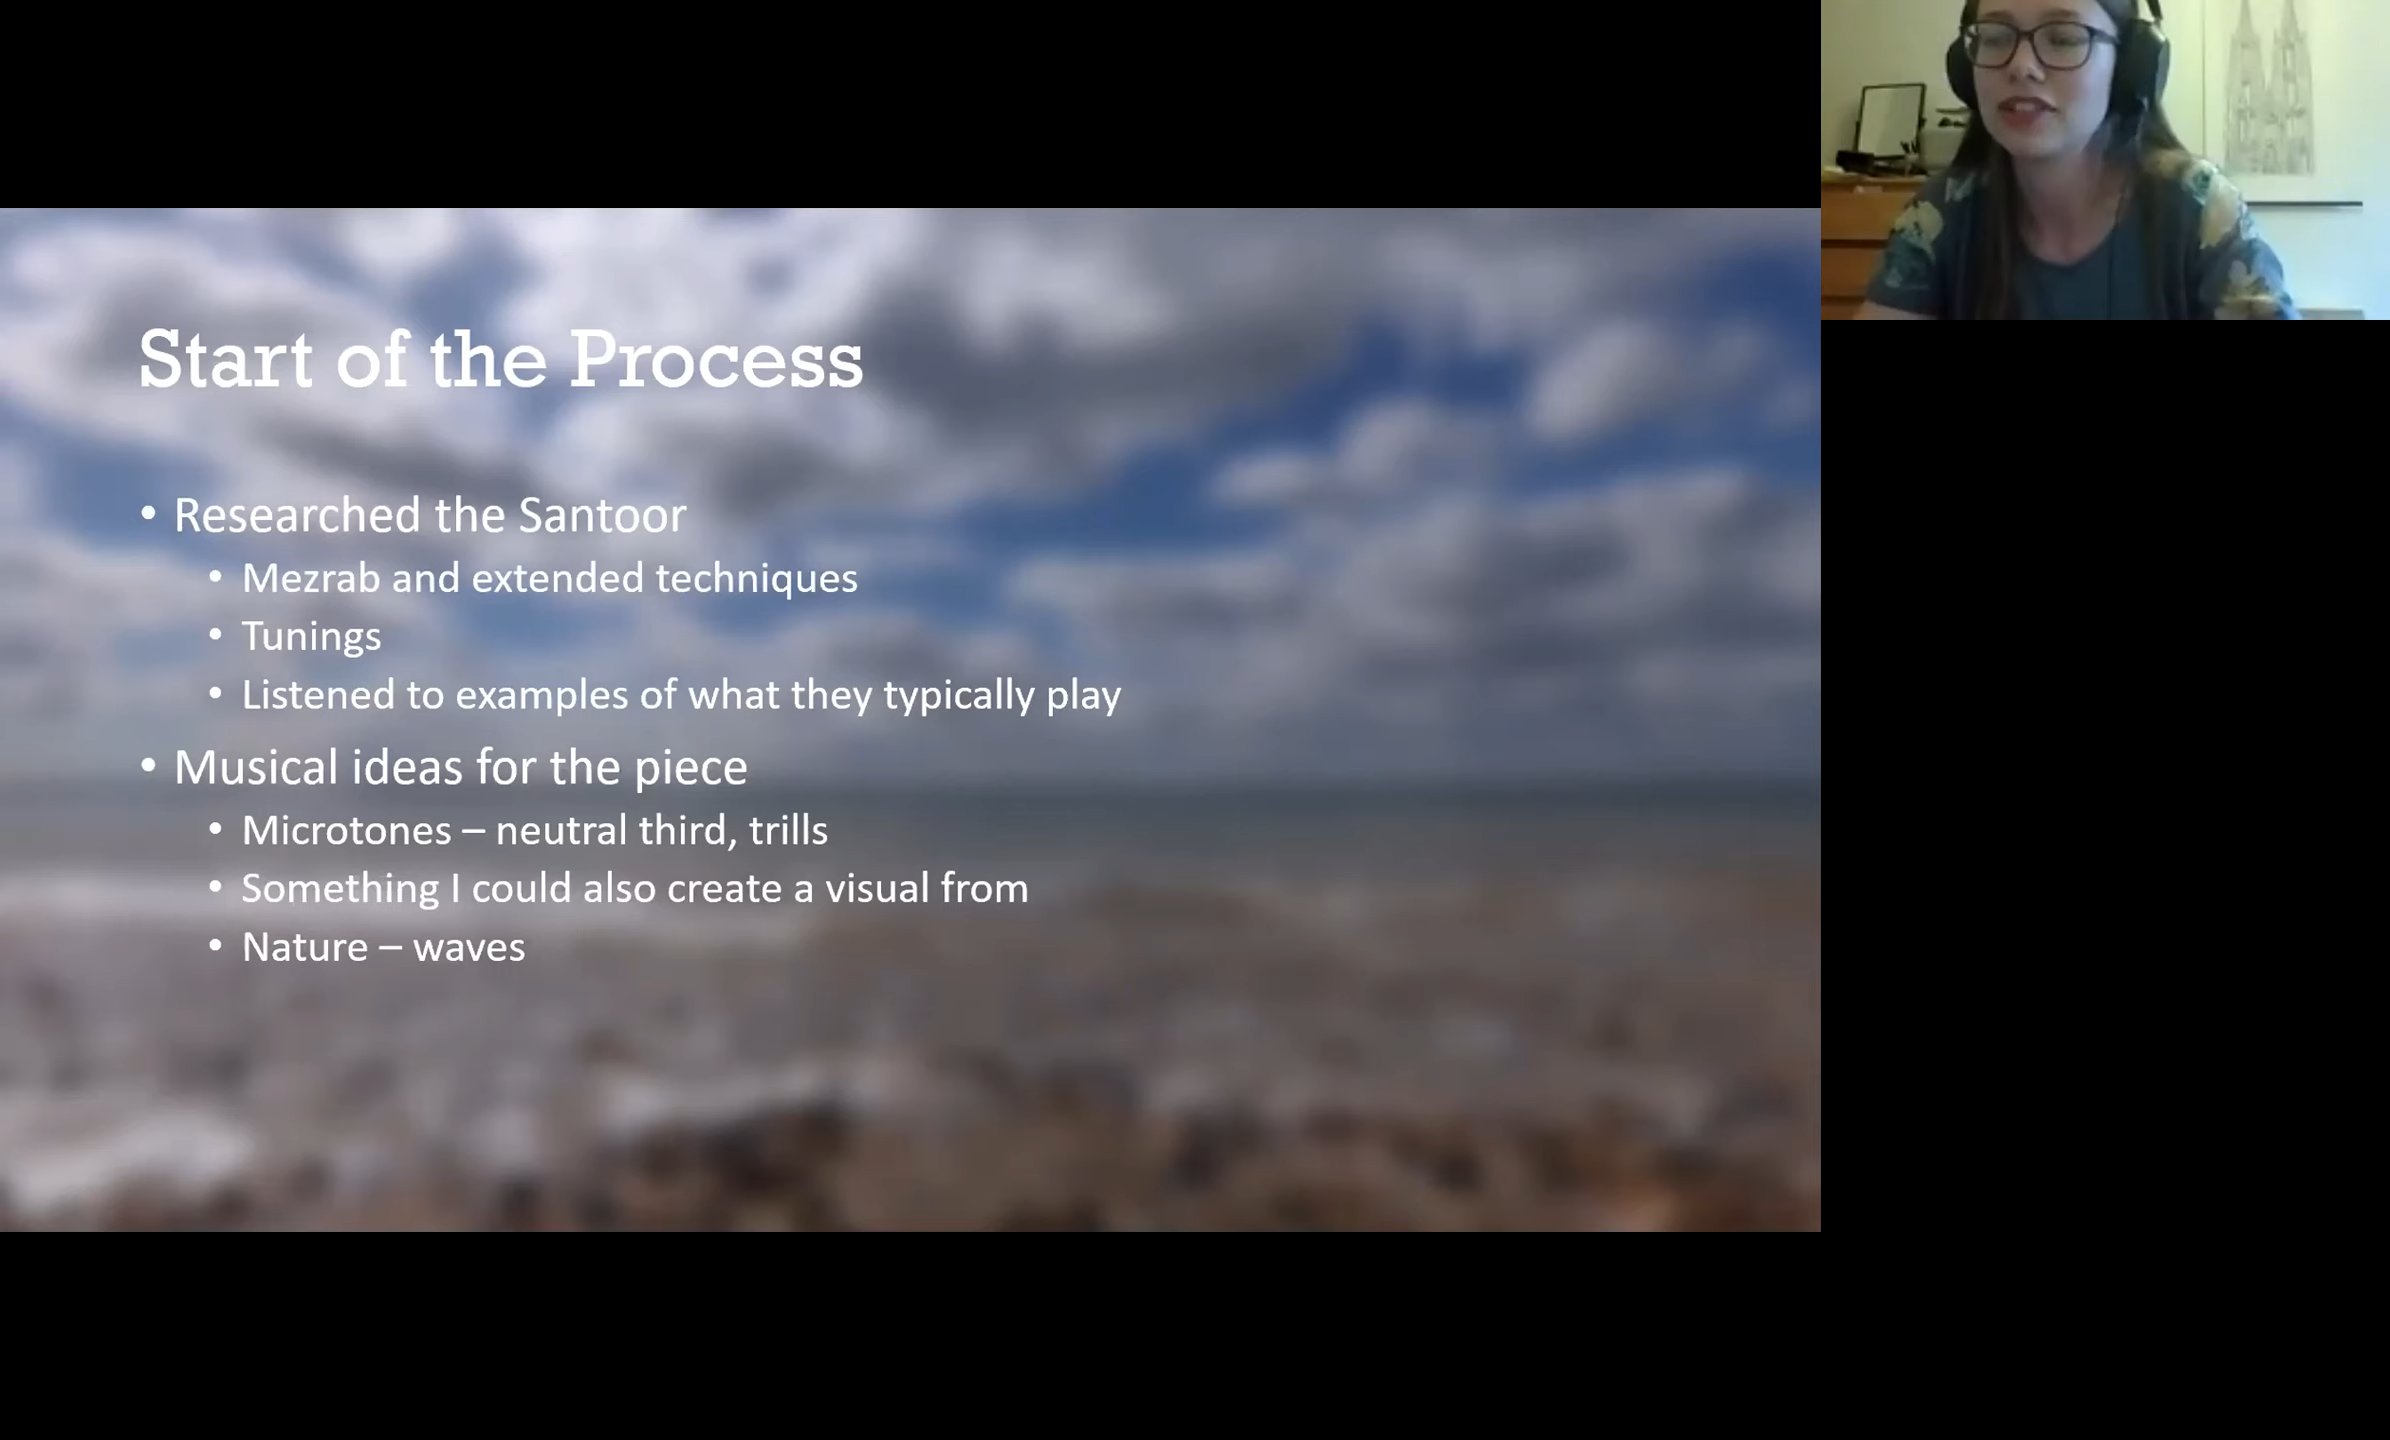 Start of the Process
• Researched the Santoor
• Mezrab and extended techniques
• Tunings
• Listened to examples of what they typically play
• Musical ideas for the piece
• Microtones – neutral third, trills
• Something I could also create a visual from
• Nature – waves